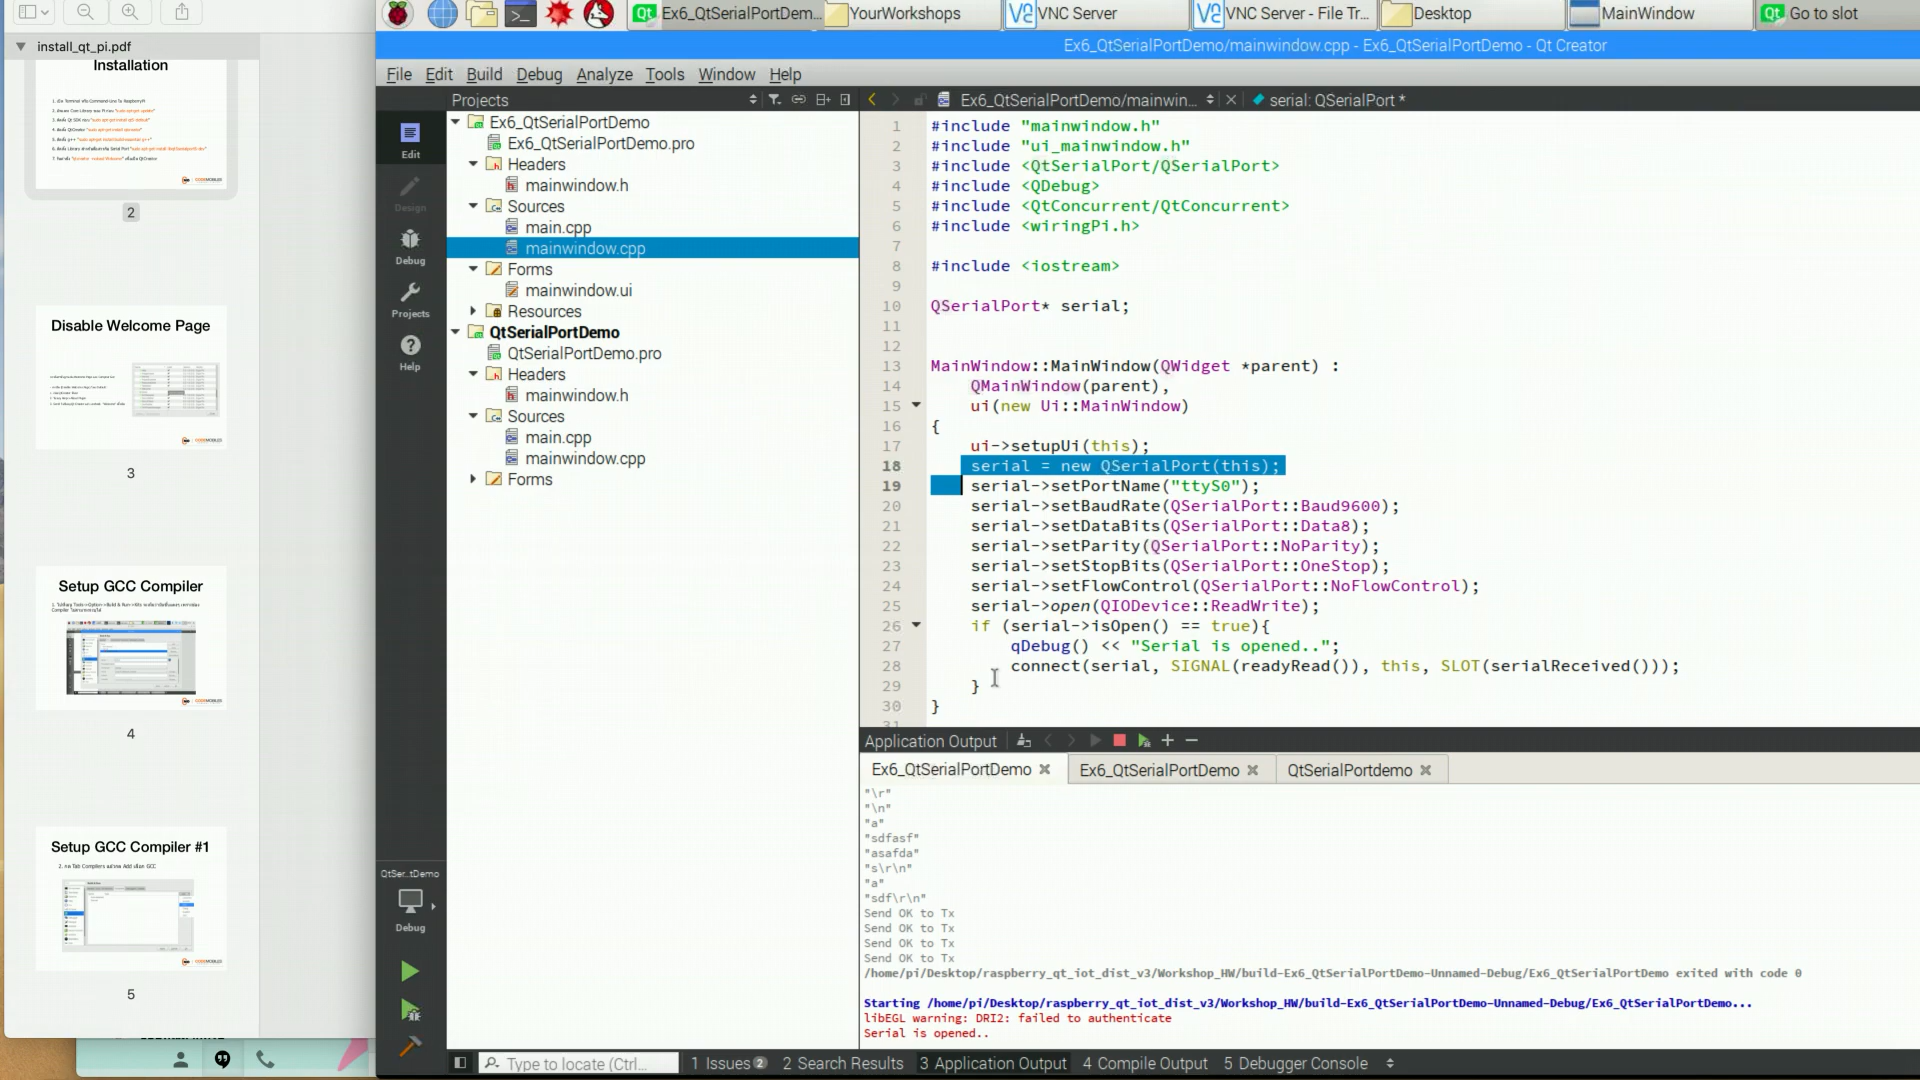 Ex6_QtSerialPortDem...
YourWorkshops
VNC Server
VNC Server - File Tr...
Desktop
MainWindow
Go to slot
Ex6_QtSerialPortDemo/mainwindow.cpp - Ex6_QtSerialPortDemo - Qt Creator
File Edit Build Debug Analyze Tools Window Help
install_qt_pi.pdf
Installation
2
Disable Welcome Page
3
Setup GCC Compiler
4
Setup GCC Compiler #1
5
Edit
Design
Debug
Projects
Help
QtSer...tDemo
Debug
Projects
Ex6_QtSerialPortDemo
Ex6_QtSerialPortDemo.pro
Headers
mainwindow.h
Sources
main.cpp
mainwindow.cpp
Forms
mainwindow.ui
Resources
QtSerialPortDemo
QtSerialPortDemo.pro
Headers
mainwindow.h
Sources
main.cpp
mainwindow.cpp
Forms
Ex6_QtSerialPortDemo/mainwin...
serial: QSerialPort *
1 #include "mainwindow.h"
2 #include "ui_mainwindow.h"
3 #include <QtSerialPort/QSerialPort>
4 #include <QDebug>
5 #include <QtConcurrent/QtConcurrent>
6 #include <wiringPi.h>
7
8 #include <iostream>
9
10 QSerialPort* serial;
11
12
13 MainWindow::MainWindow(QWidget *parent) :
14 QMainWindow(parent),
15 ui(new Ui::MainWindow)
16 {
17 ui->setupUi(this);
18 serial = new QSerialPort(this);
19 serial->setPortName("ttyS0");
20 serial->setBaudRate(QSerialPort::Baud9600);
21 serial->setDataBits(QSerialPort::Data8);
22 serial->setParity(QSerialPort::NoParity);
23 serial->setStopBits(QSerialPort::OneStop);
24 serial->setFlowControl(QSerialPort::NoFlowControl);
25 serial->open(QIODevice::ReadWrite);
26 if (serial->isOpen() == true){
27 qDebug() << "Serial is opened..";
28 connect(serial, SIGNAL(readyRead()), this, SLOT(serialReceived()));
29 }
30 }
31
Application Output
Ex6_QtSerialPortDemo
Ex6_QtSerialPortDemo
QtSerialPortdemo
"\r"
"\n"
"a"
"sdfasf"
"asafda"
"s\r\n"
"a"
"sdf\r\n"
Send OK to Tx
Send OK to Tx
Send OK to Tx
Send OK to Tx
/home/pi/Desktop/raspberry_qt_iot_dist_v3/Workshop_HW/build-Ex6_QtSerialPortDemo-Unnamed-Debug/Ex6_QtSerialPortDemo exited with code 0
Starting /home/pi/Desktop/raspberry_qt_iot_dist_v3/Workshop_HW/build-Ex6_QtSerialPortDemo-Unnamed-Debug/Ex6_QtSerialPortDemo...
libEGL warning: DRI2: failed to authenticate
Serial is opened..
Type to locate (Ctrl...
1 Issues 2
2 Search Results
3 Application Output
4 Compile Output
5 Debugger Console